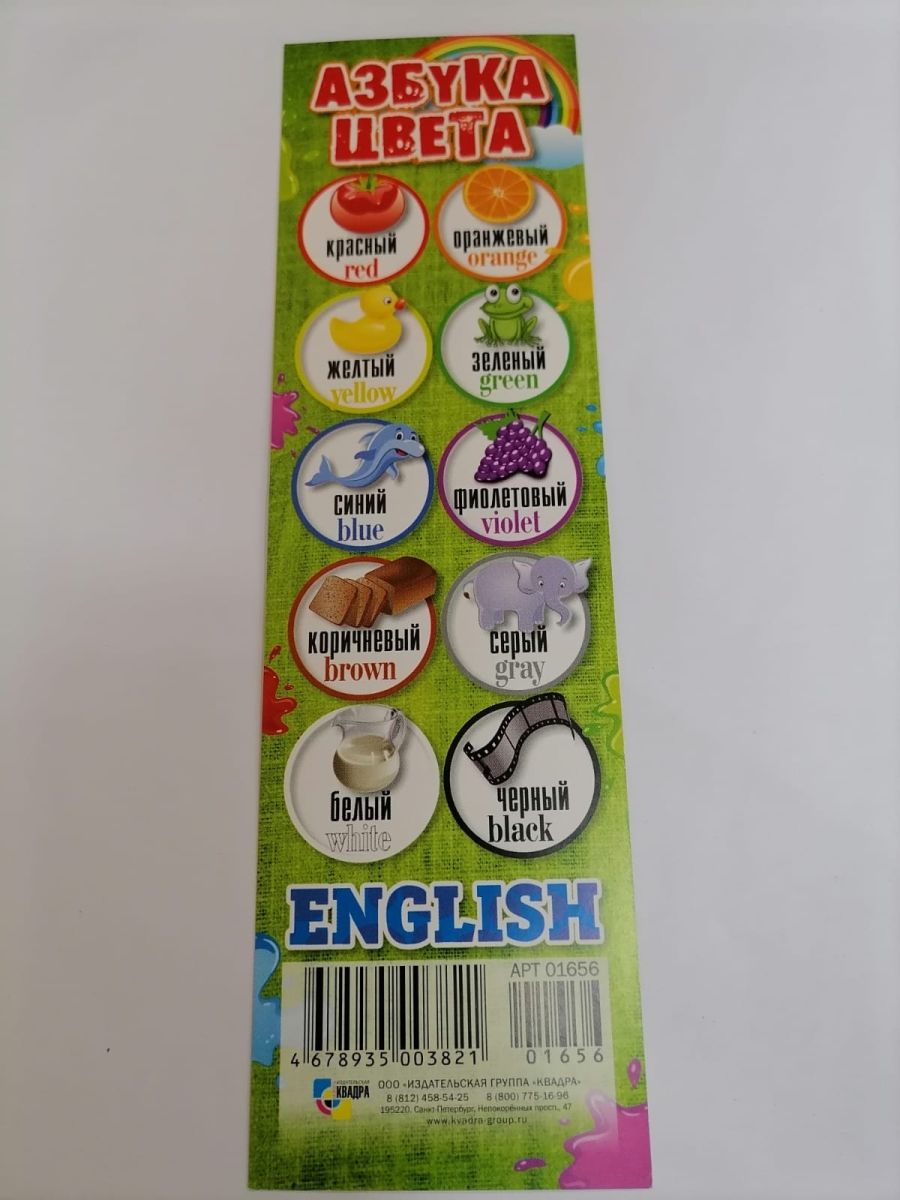 АЗБУКА
ЦВЕТА
красный
red
оранжевый
orange
желтый
yellow
зеленый
green
синий
blue
фиолетовый
violet
коричневый
brown
серый
gray
белый
white
черный
black
ENGLISH
АРТ 01656
4 678935 003821
01656
ИЗДАТЕЛЬСКАЯ
КВАДРА
ООО «ИЗДАТЕЛЬСКАЯ ГРУППА «КВАДРА»
8 (812) 458-54-25 8 (800) 775-16-96
195220. Санкт-Петербург, Непокорённых просп., 47
www.kvadra-group.ru